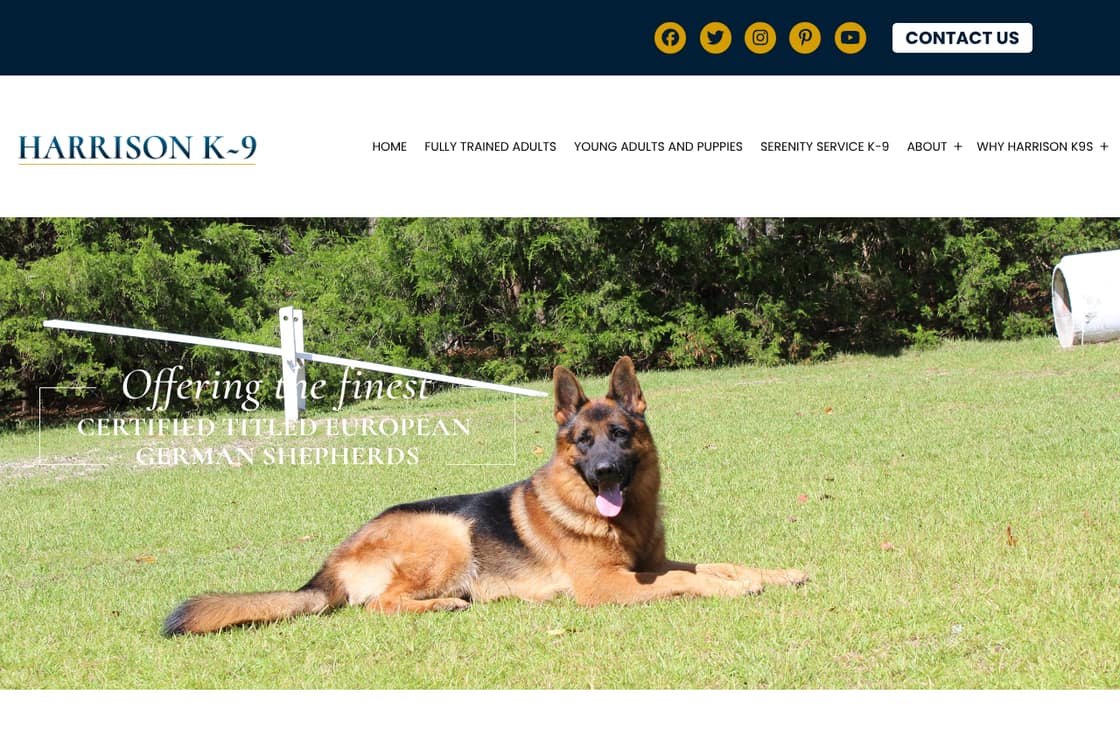 CONTACT US
HARRISON K-9
HOME FULLY TRAINED ADULTS YOUNG ADULTS AND PUPPIES SERENITY SERVICE K-9 ABOUT + WHY HARRISON K9S +
Offering the finest
CERTIFIED TITLED EUROPEAN
GERMAN SHEPHERDS